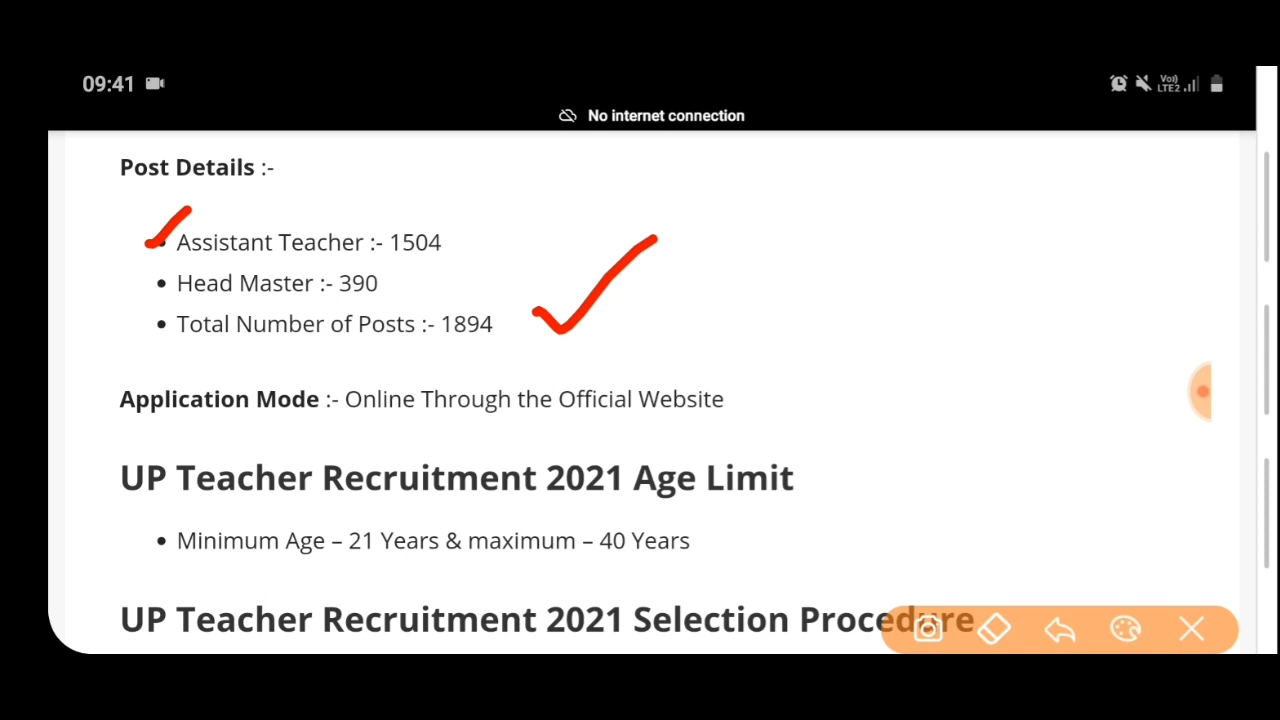 09:41
Vo)) LTE2
No internet connection
Post Details :-
Assistant Teacher :- 1504
Head Master :- 390
Total Number of Posts :- 1894
Application Mode :- Online Through the Official Website
UP Teacher Recruitment 2021 Age Limit
Minimum Age – 21 Years & maximum – 40 Years
UP Teacher Recruitment 2021 Selection Procedure